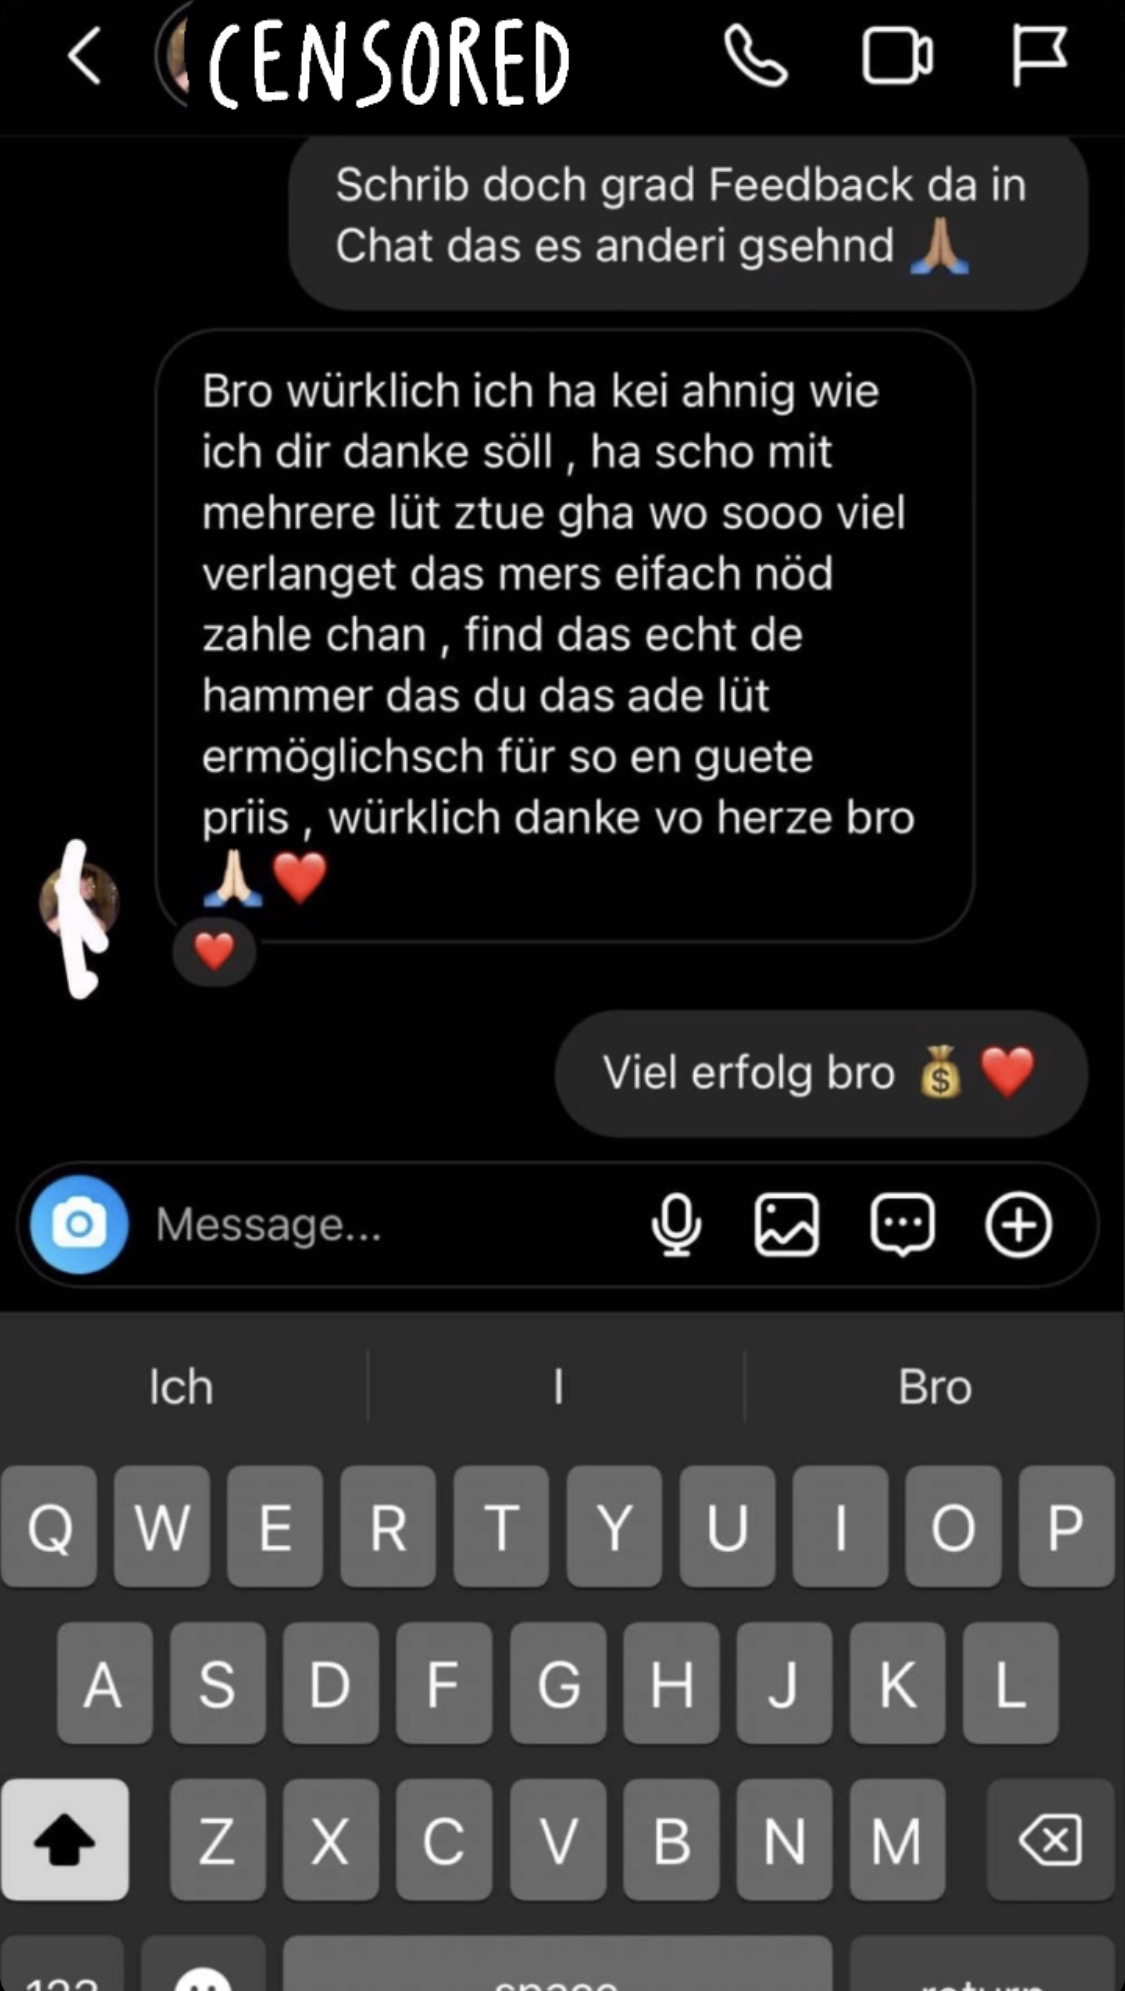 CENSORED
Schrib doch grad Feedback da in
Chat das es anderi gsehnd 🙏🏽
Bro würklich ich ha kei ahnig wie
ich dir danke söll , ha scho mit
mehrere lüt ztue gha wo sooo viel
verlanget das mers eifach nöd
zahle chan , find das echt de
hammer das du das ade lüt
ermöglichsch für so en guete
priis , würklich danke vo herze bro
🙏🏻❤️
❤️
Viel erfolg bro 💰❤️
Message...
Ich I Bro
Q W E R T Y U I O P
A S D F G H J K L
Z X C V B N M
123 space return